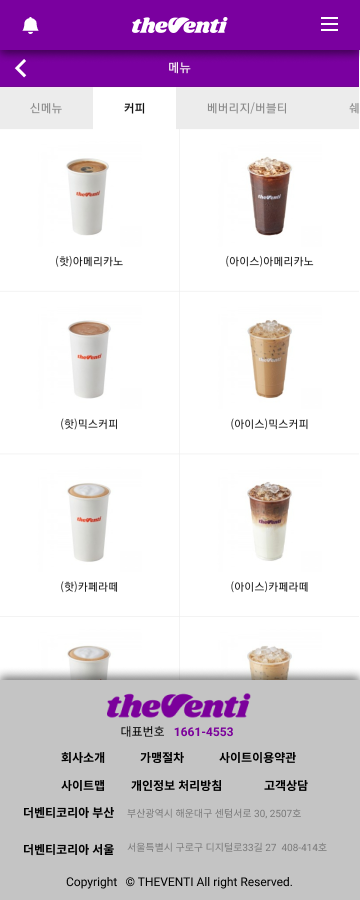 theVenti
메뉴
신메뉴 커피 베버리지/버블티 쉐
theVenti theVenti
(핫)아메리카노 (아이스)아메리카노
theVenti theVenti
(핫)믹스커피 (아이스)믹스커피
theVenti theVenti
(핫)카페라떼 (아이스)카페라떼
theVenti
대표번호 1661-4553
회사소개 가맹절차 사이트이용약관
사이트맵 개인정보 처리방침 고객상담
더벤티코리아 부산 부산광역시 해운대구 센텀서로 30, 2507호
더벤티코리아 서울 서울특별시 구로구 디지털로33길 27 408-414호
Copyright © THEVENTI All right Reserved.